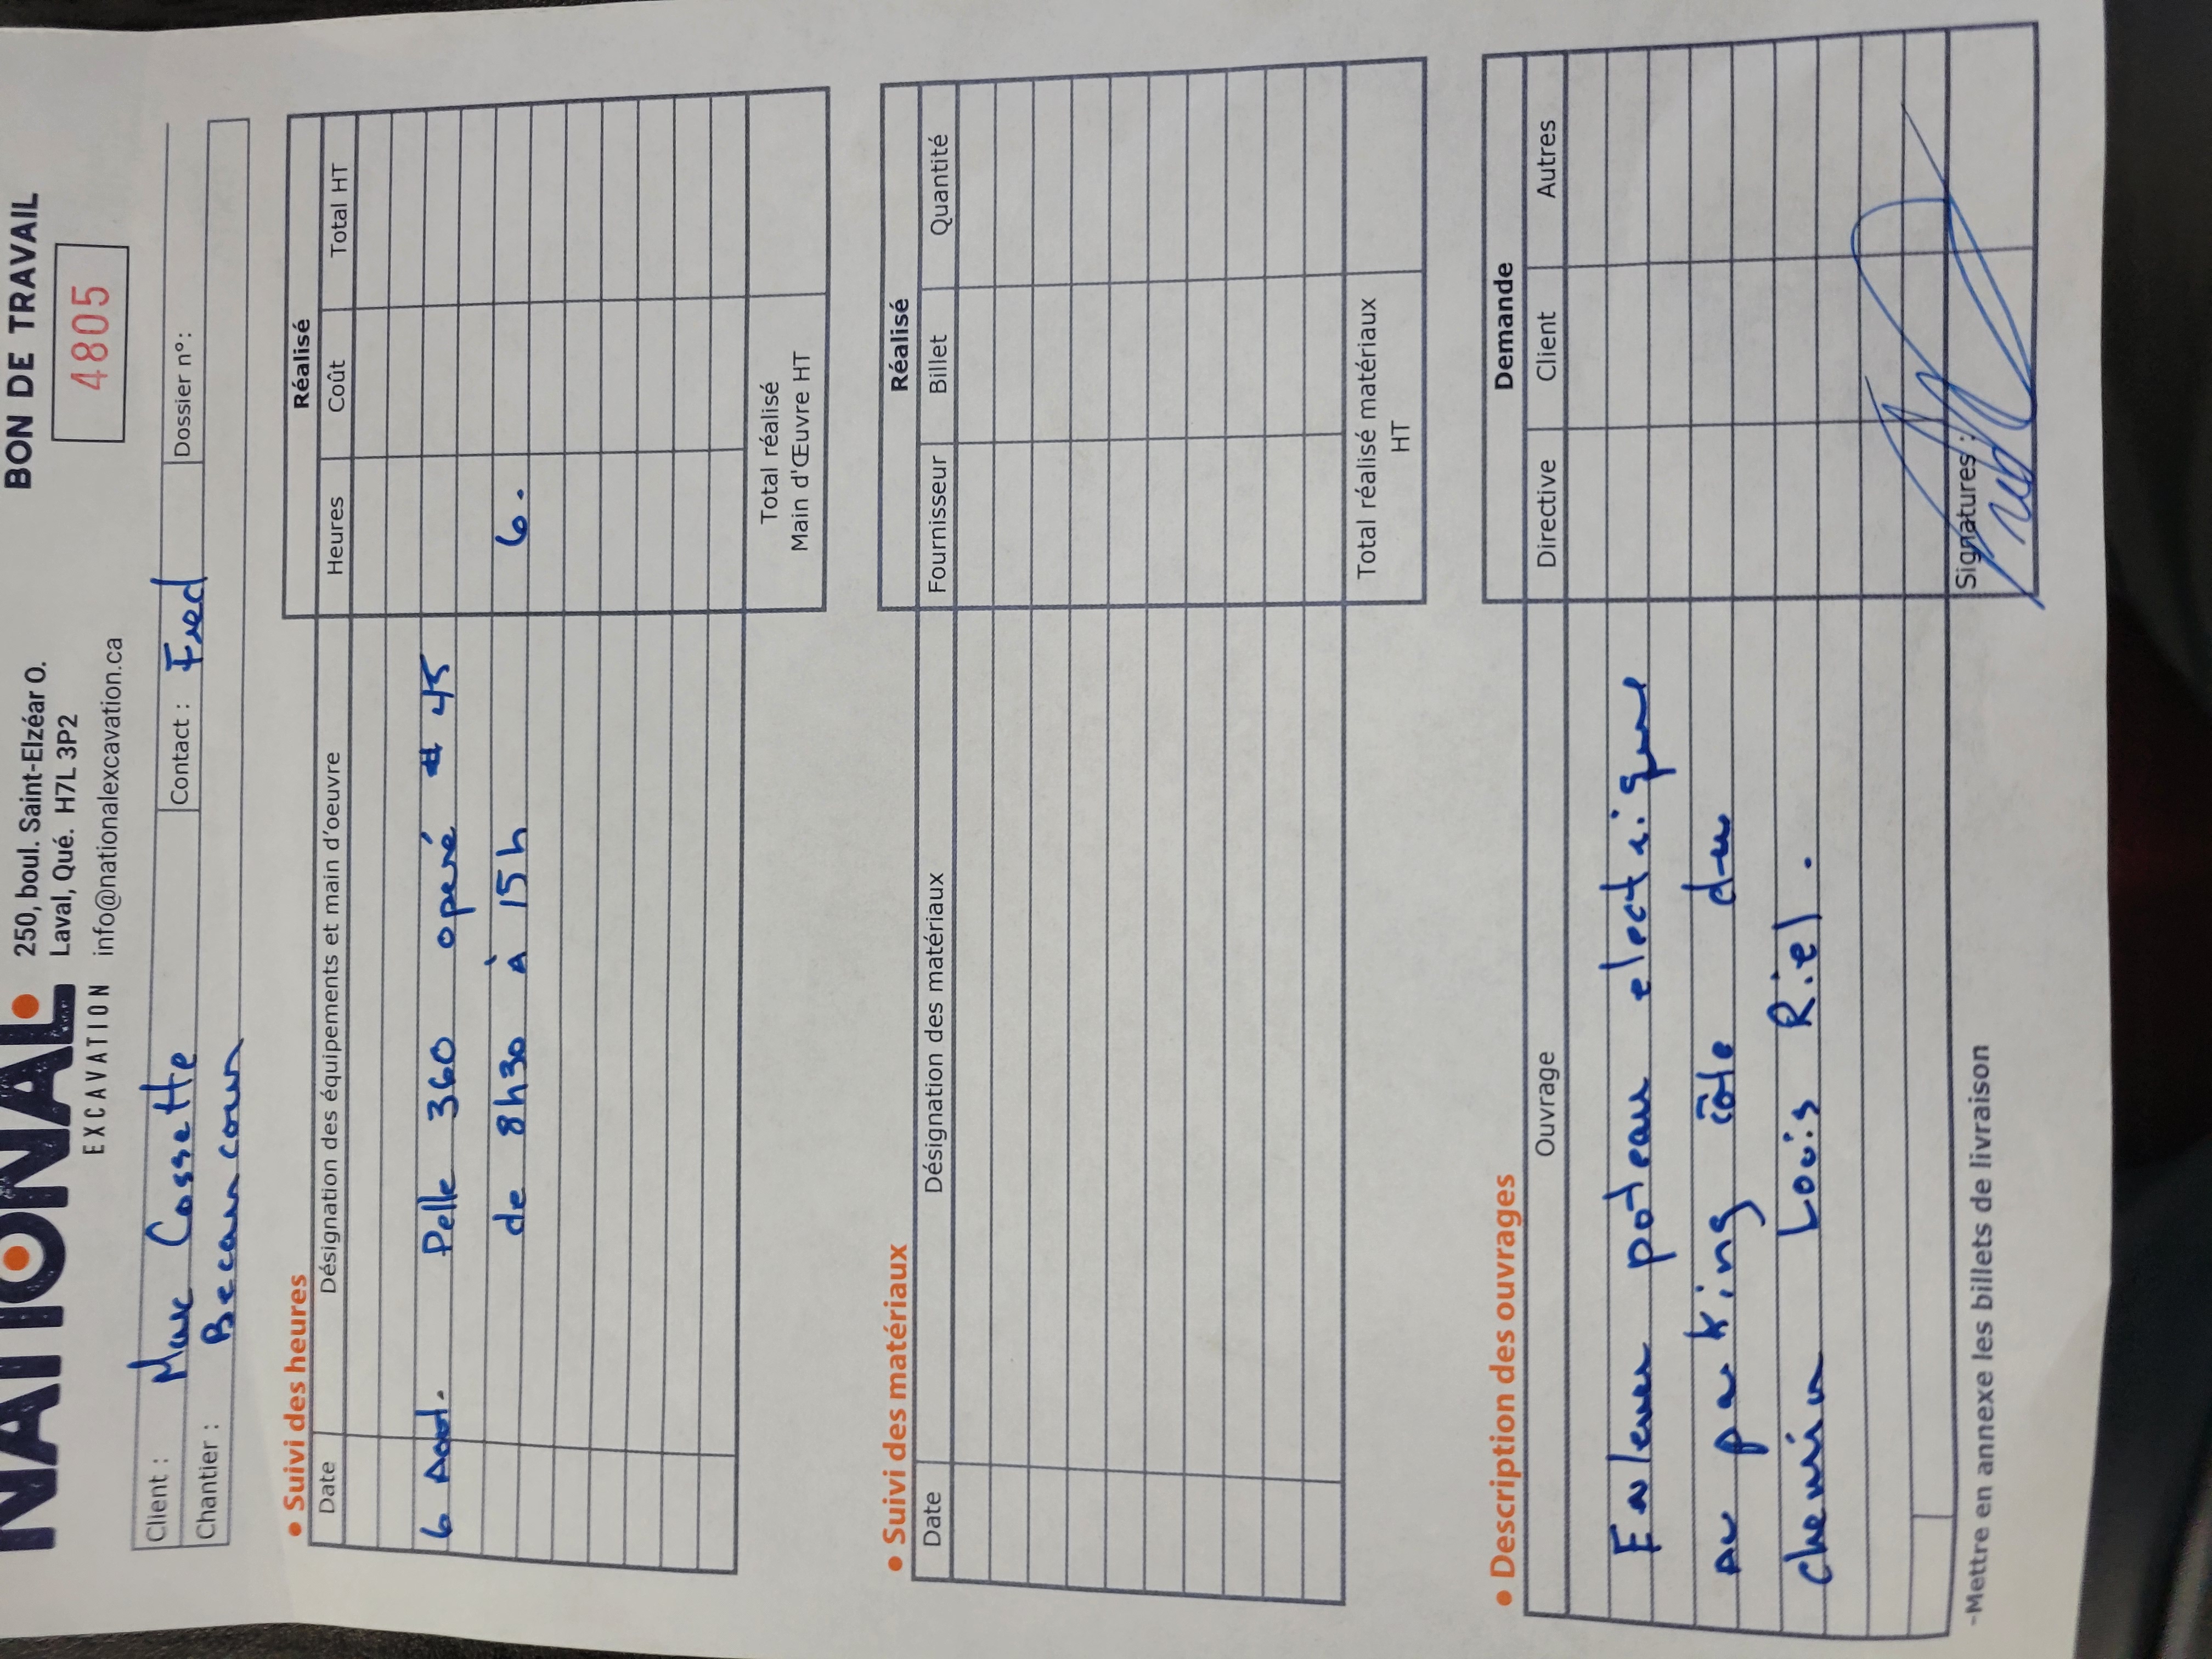 NATIONAL
EXCAVATION
250, boul. Saint-Elzéar O.
Laval, Qué. H7L 3P2
info@nationalexcavation.ca
BON DE TRAVAIL
4805
Client : Marc Cossette
Contact : Fred
Dossier n°:
Chantier : Becancour
• Suivi des heures
Réalisé
Date Désignation des équipements et main d'oeuvre Heures Coût Total HT
6 Aout. Pelle 360 operé # 45
de 8h30 À 15h 6.
Total réalisé
Main d'Œuvre HT
• Suivi des matériaux
Réalisé
Date Désignation des matériaux Fournisseur Billet Quantité
Total réalisé matériaux
HT
• Description des ouvrages
Demande
Ouvrage Directive Client Autres
Enlever poteau electrique
Au parking côte du
chemin Louis Riel.
-Mettre en annexe les billets de livraison
Signatures :
Fred